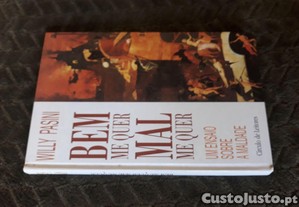 WILLY PASINI
BEM
ME QUER
MAL
ME QUER
UM ENSAIO
SOBRE
A MALDADE
Círculo de Leitores
CustoJusto.pt